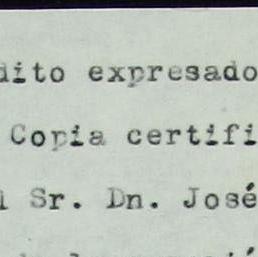 dito expresado
Copia certifi
l Sr. Dn. José